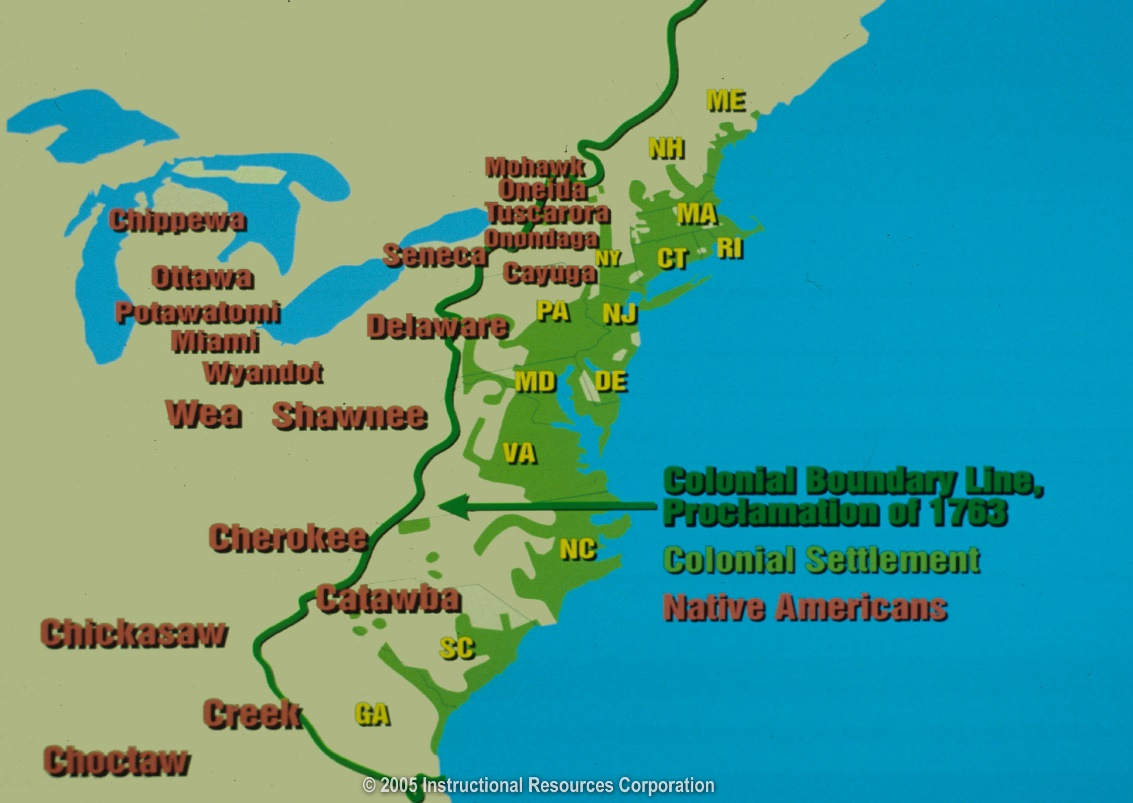 ME
NH
Mohawk
Oneida
Tuscarora
MA
Chippewa
Onondaga
RI
Seneca
NY
CT
Cayuga
Ottawa
Potawatomi
PA
NJ
Delaware
Miami
Wyandot
MD
DE
Wea
Shawnee
VA
Colonial Boundary Line,
Proclamation of 1763
Cherokee
NC
Colonial Settlement
Catawba
Native Americans
Chickasaw
SC
Creek
GA
Choctaw
© 2005 Instructional Resources Corporation